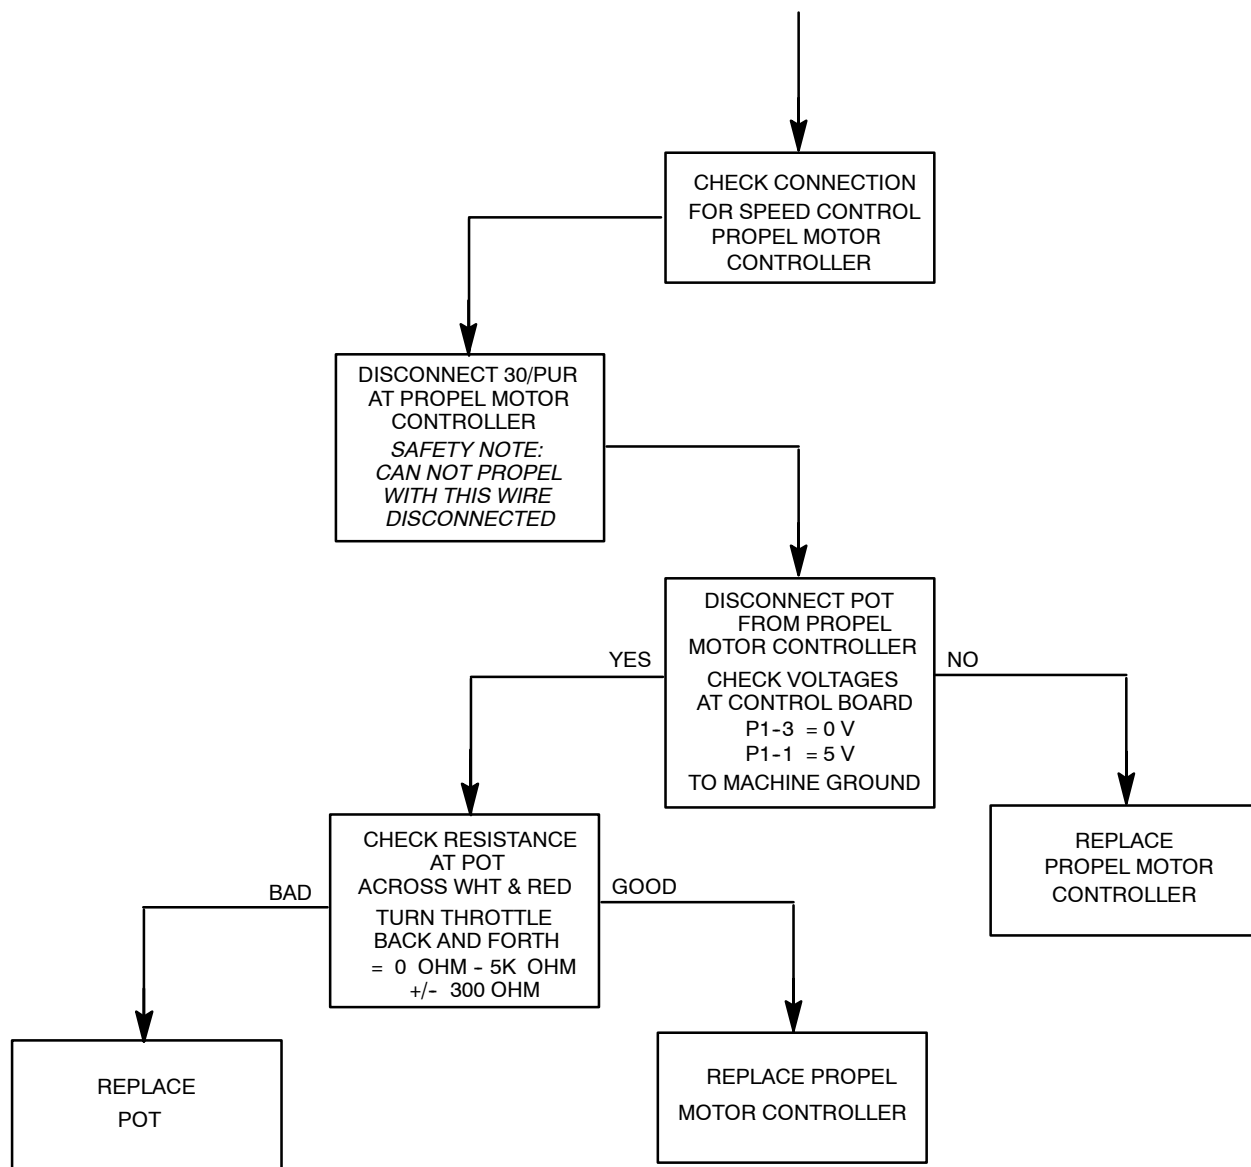 CHECK CONNECTION
FOR SPEED CONTROL
PROPEL MOTOR
CONTROLLER
DISCONNECT 30/PUR
AT PROPEL MOTOR
CONTROLLER
SAFETY NOTE:
CAN NOT PROPEL
WITH THIS WIRE
DISCONNECTED
DISCONNECT POT
FROM PROPEL
MOTOR CONTROLLER
CHECK VOLTAGES
AT CONTROL BOARD
P1-3 = 0 V
P1-1 = 5 V
TO MACHINE GROUND
YES
NO
CHECK RESISTANCE
AT POT
ACROSS WHT & RED
TURN THROTTLE
BACK AND FORTH
= 0 OHM - 5K OHM
+/- 300 OHM
REPLACE
PROPEL MOTOR
CONTROLLER
BAD
GOOD
REPLACE
POT
REPLACE PROPEL
MOTOR CONTROLLER